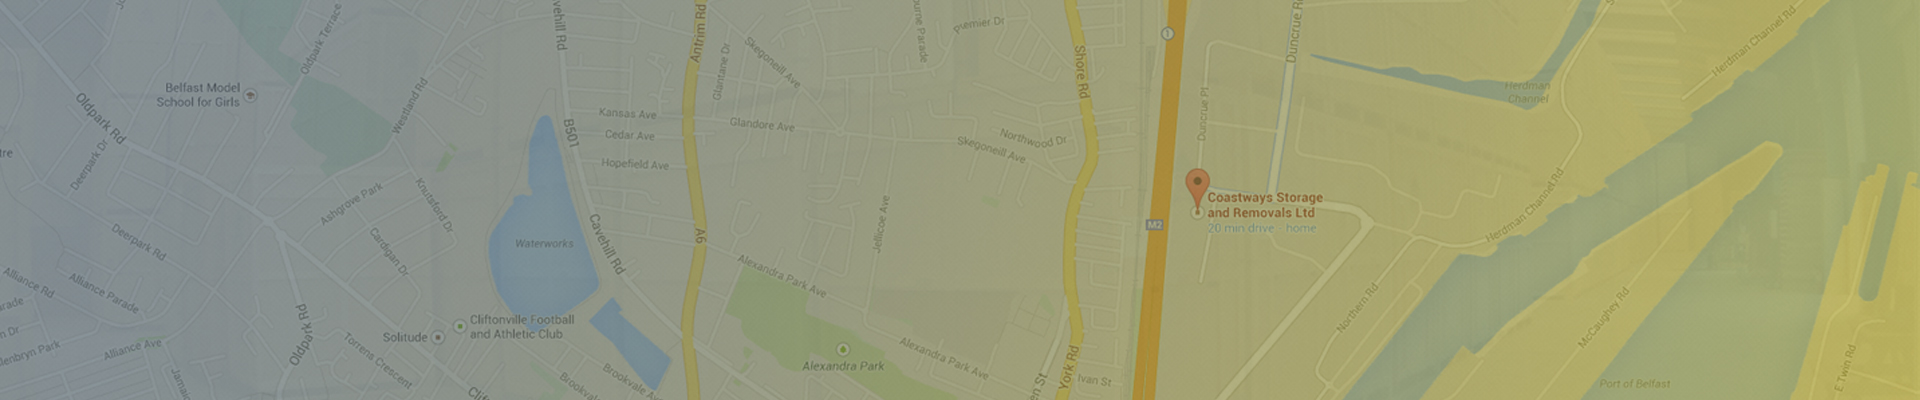 Belfast Model
School for Girls
Oldpark Rd
Oldpark Terrace
Deerpark Dr
Westland Rd
Ashgrove Park
Knutsford Dr
Cardigan Dr
Deerpark Rd
Alliance Rd
Alliance Parade
Alliance Ave
Torrens Crescent
Solitude
Cliftonville Football
and Athletic Club
Waterworks
B501
Cavehill Rd
Kansas Ave
Cedar Ave
Hopefield Ave
Antrim Rd
A6
Glantane Dr
Skegoneill Ave
Glandore Ave
Premier Dr
Northwood Dr
Skegoneill Ave
Jellicoe Ave
Alexandra Park Ave
Alexandra Park
Alexandra Park Ave
Shore Rd
York Rd
Ivan St
1
M2
Duncrue Pl
Duncrue Rd
Coastways Storage
and Removals Ltd
20 min drive - home
Herdman
Channel
Herdman Channel Rd
Herdman Channel Rd
Northern Rd
McCaughey Rd
Port of Belfast
E Twin Rd